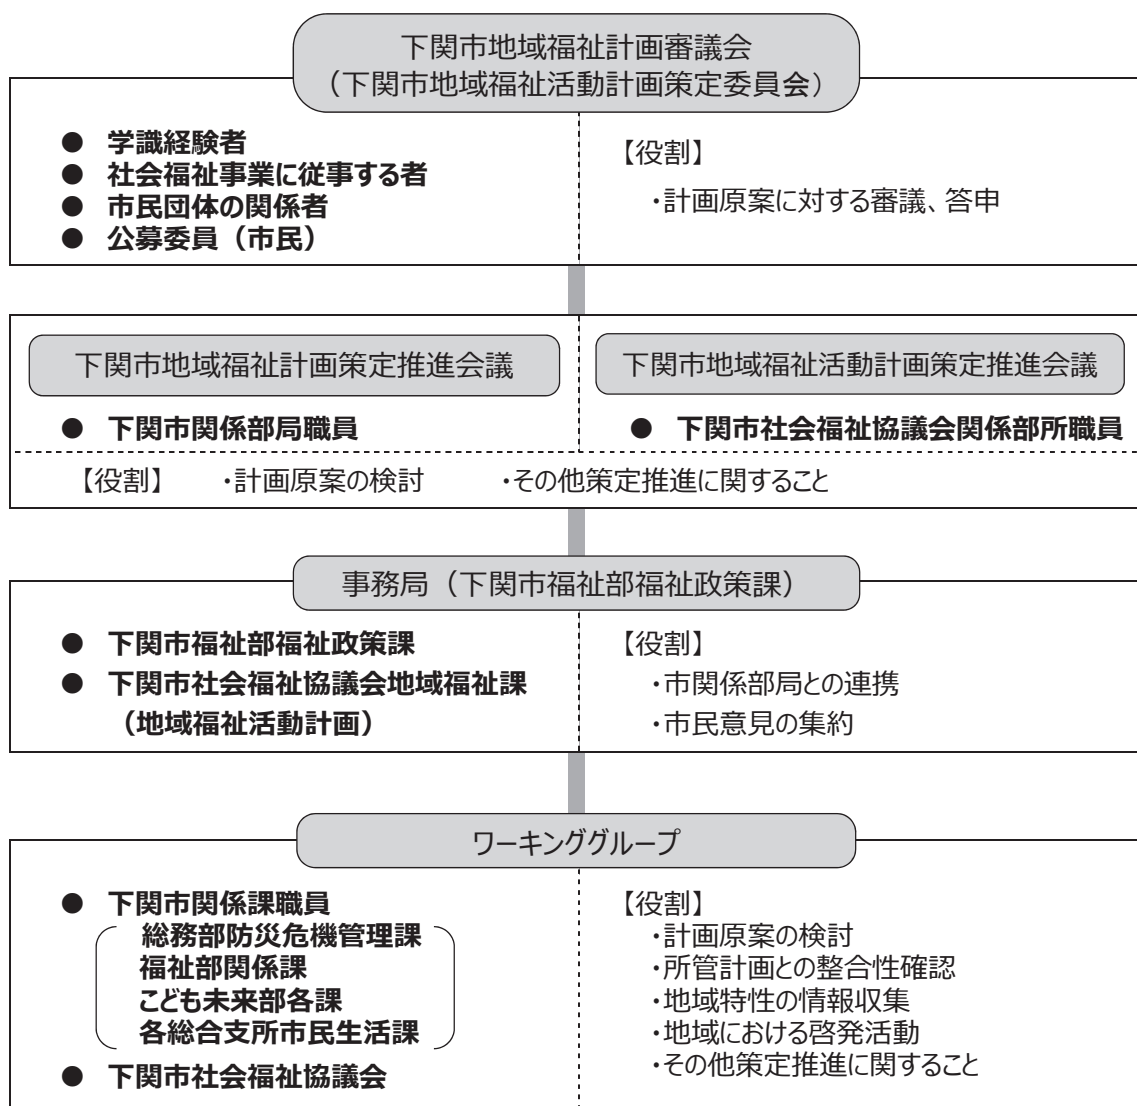 下関市地域福祉計画審議会
（下関市地域福祉活動計画策定委員会）
● 学識経験者
● 社会福祉事業に従事する者
● 市民団体の関係者
● 公募委員（市民）
【役割】
・計画原案に対する審議、答申
下関市地域福祉計画策定推進会議
● 下関市関係部局職員
下関市地域福祉活動計画策定推進会議
● 下関市社会福祉協議会関係部所職員
【役割】 ・計画原案の検討 ・その他策定推進に関すること
事務局（下関市福祉部福祉政策課）
● 下関市福祉部福祉政策課
● 下関市社会福祉協議会地域福祉課
（地域福祉活動計画）
【役割】
・市関係部局との連携
・市民意見の集約
ワーキンググループ
● 下関市関係課職員
総務部防災危機管理課
福祉部関係課
こども未来部各課
各総合支所市民生活課
● 下関市社会福祉協議会
【役割】
・計画原案の検討
・所管計画との整合性確認
・地域特性の情報収集
・地域における啓発活動
・その他策定推進に関すること